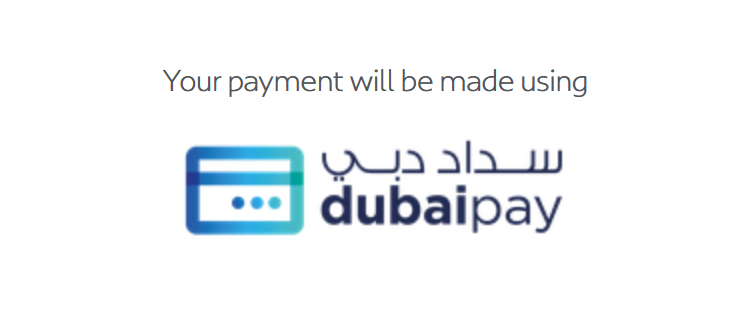 Your payment will be made using
سداد دبي
dubaipay